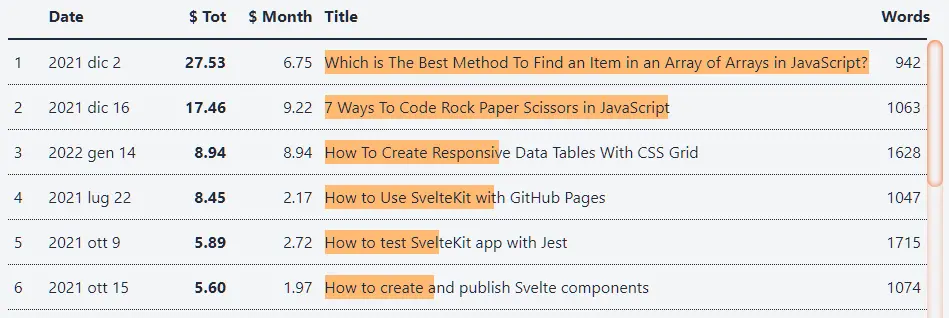 Date $ Tot $ Month Title Words
1 2021 dic 2 27.53 6.75 Which is The Best Method To Find an Item in an Array of Arrays in JavaScript? 942
2 2021 dic 16 17.46 9.22 7 Ways To Code Rock Paper Scissors in JavaScript 1063
3 2022 gen 14 8.94 8.94 How To Create Responsive Data Tables With CSS Grid 1628
4 2021 lug 22 8.45 2.17 How to Use SvelteKit with GitHub Pages 1047
5 2021 ott 9 5.89 2.72 How to test SvelteKit app with Jest 1715
6 2021 ott 15 5.60 1.97 How to create and publish Svelte components 1074